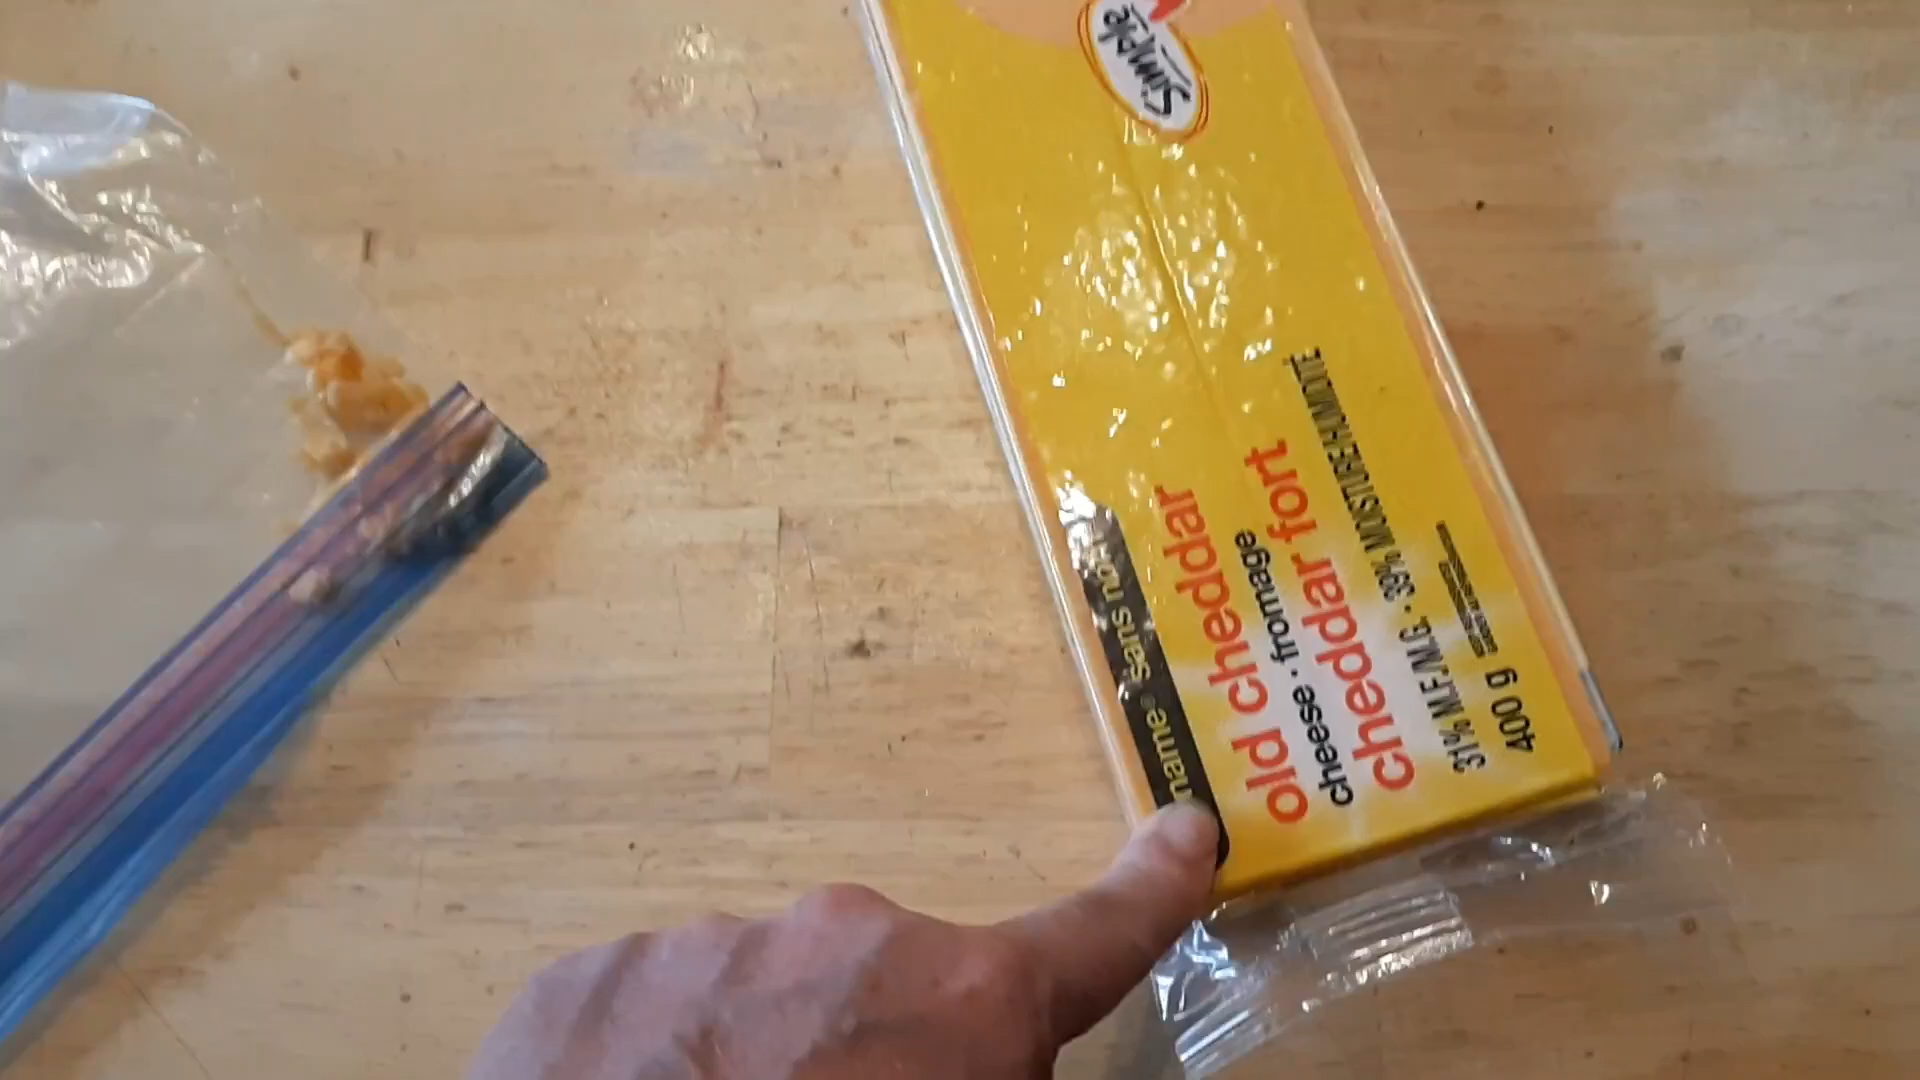 Simple
name® sans nom
old cheddar
cheese • fromage
cheddar fort
31% M.F./M.G. • 39% MOISTURE/HUMIDITÉ
400 g